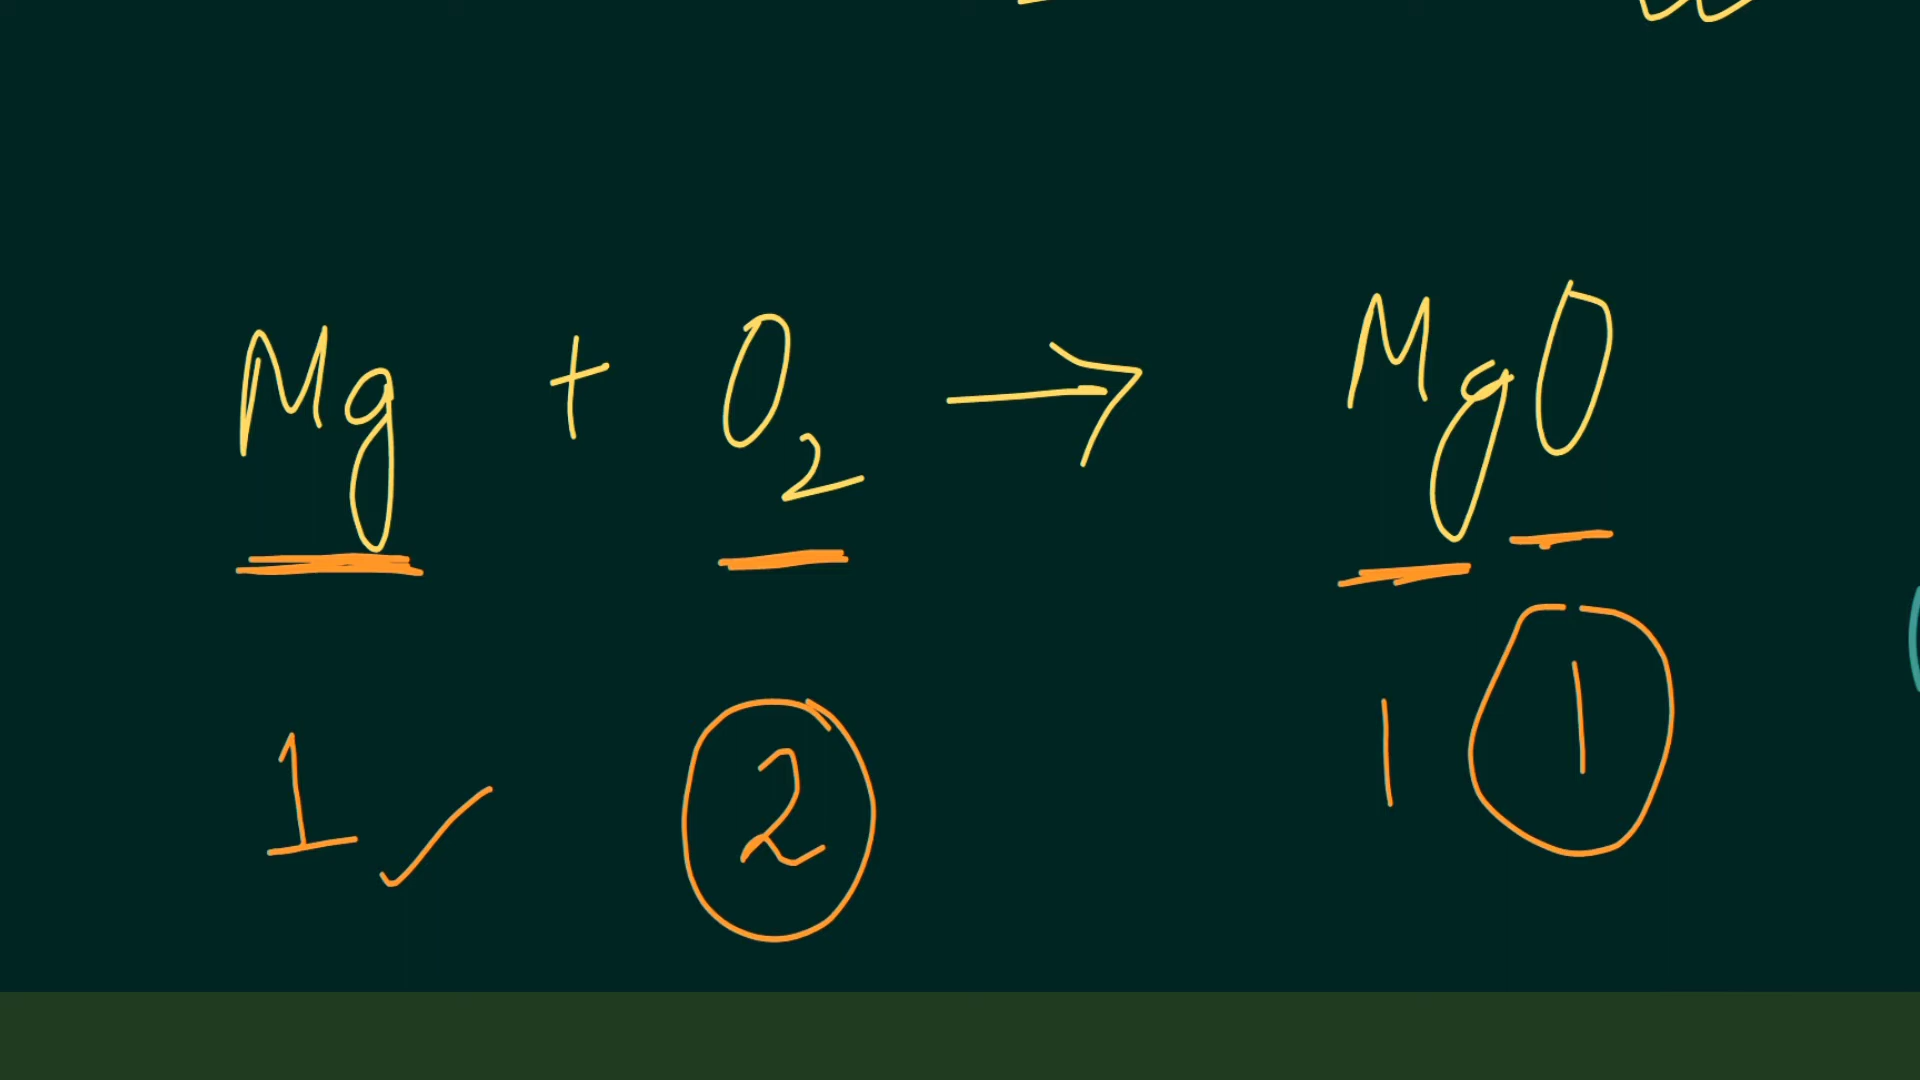 Mg + O₂ → MgO
1 ✓ 2 1 1